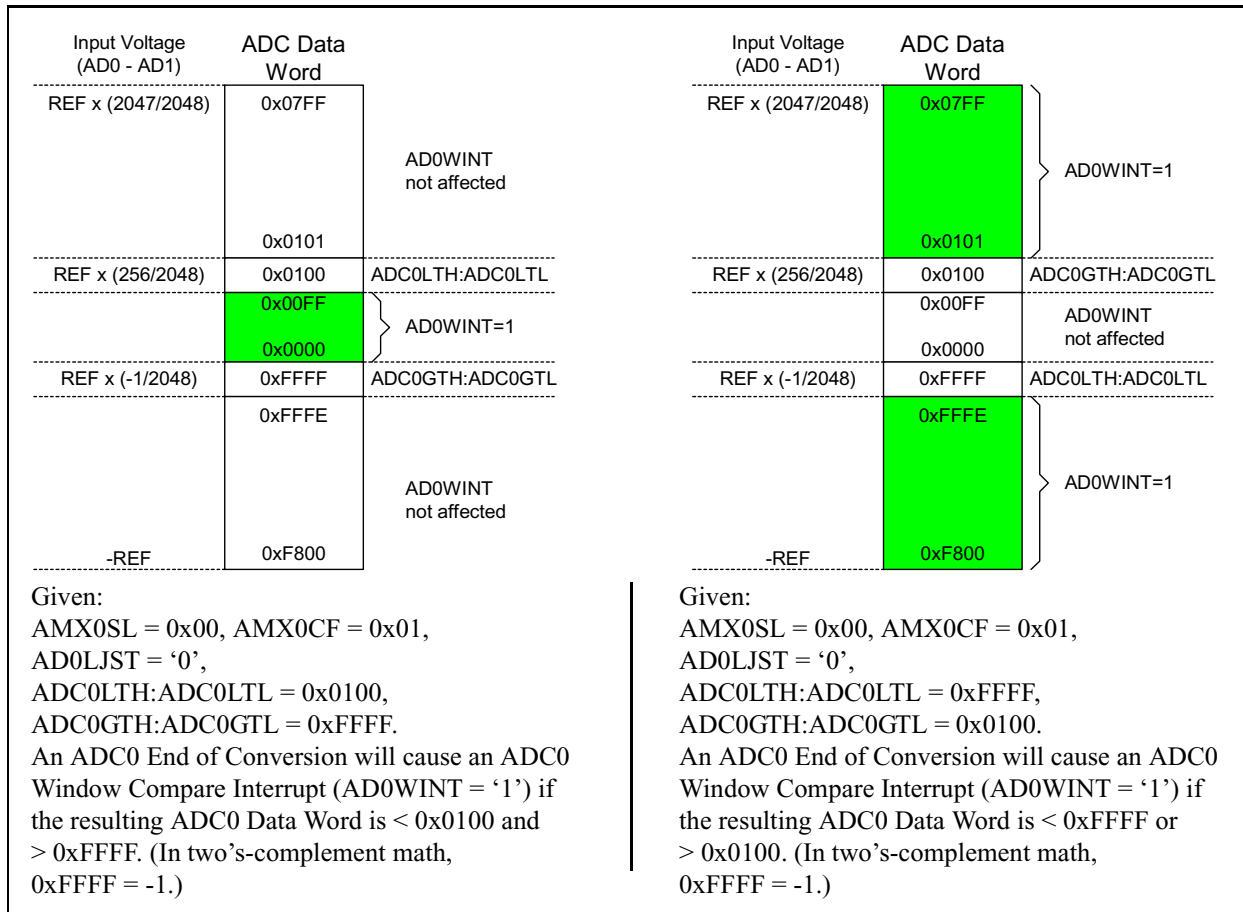 Input Voltage
(AD0 - AD1)
ADC Data
Word
REF x (2047/2048)
0x07FF
AD0WINT
not affected
0x0101
REF x (256/2048)
0x0100
ADC0LTH:ADC0LTL
0x00FF
AD0WINT=1
0x0000
REF x (-1/2048)
0xFFFF
ADC0GTH:ADC0GTL
0xFFFE
AD0WINT
not affected
-REF
0xF800
Given:
AMX0SL = 0x00, AMX0CF = 0x01,
AD0LJST = ‘0’,
ADC0LTH:ADC0LTL = 0x0100,
ADC0GTH:ADC0GTL = 0xFFFF.
An ADC0 End of Conversion will cause an ADC0
Window Compare Interrupt (AD0WINT = ‘1’) if
the resulting ADC0 Data Word is < 0x0100 and
> 0xFFFF. (In two’s-complement math,
0xFFFF = -1.)
Input Voltage
(AD0 - AD1)
ADC Data
Word
REF x (2047/2048)
0x07FF
AD0WINT=1
0x0101
REF x (256/2048)
0x0100
ADC0GTH:ADC0GTL
0x00FF
AD0WINT
not affected
0x0000
REF x (-1/2048)
0xFFFF
ADC0LTH:ADC0LTL
0xFFFE
AD0WINT=1
-REF
0xF800
Given:
AMX0SL = 0x00, AMX0CF = 0x01,
AD0LJST = ‘0’,
ADC0LTH:ADC0LTL = 0xFFFF,
ADC0GTH:ADC0GTL = 0x0100.
An ADC0 End of Conversion will cause an ADC0
Window Compare Interrupt (AD0WINT = ‘1’) if
the resulting ADC0 Data Word is < 0xFFFF or
> 0x0100. (In two’s-complement math,
0xFFFF = -1.)